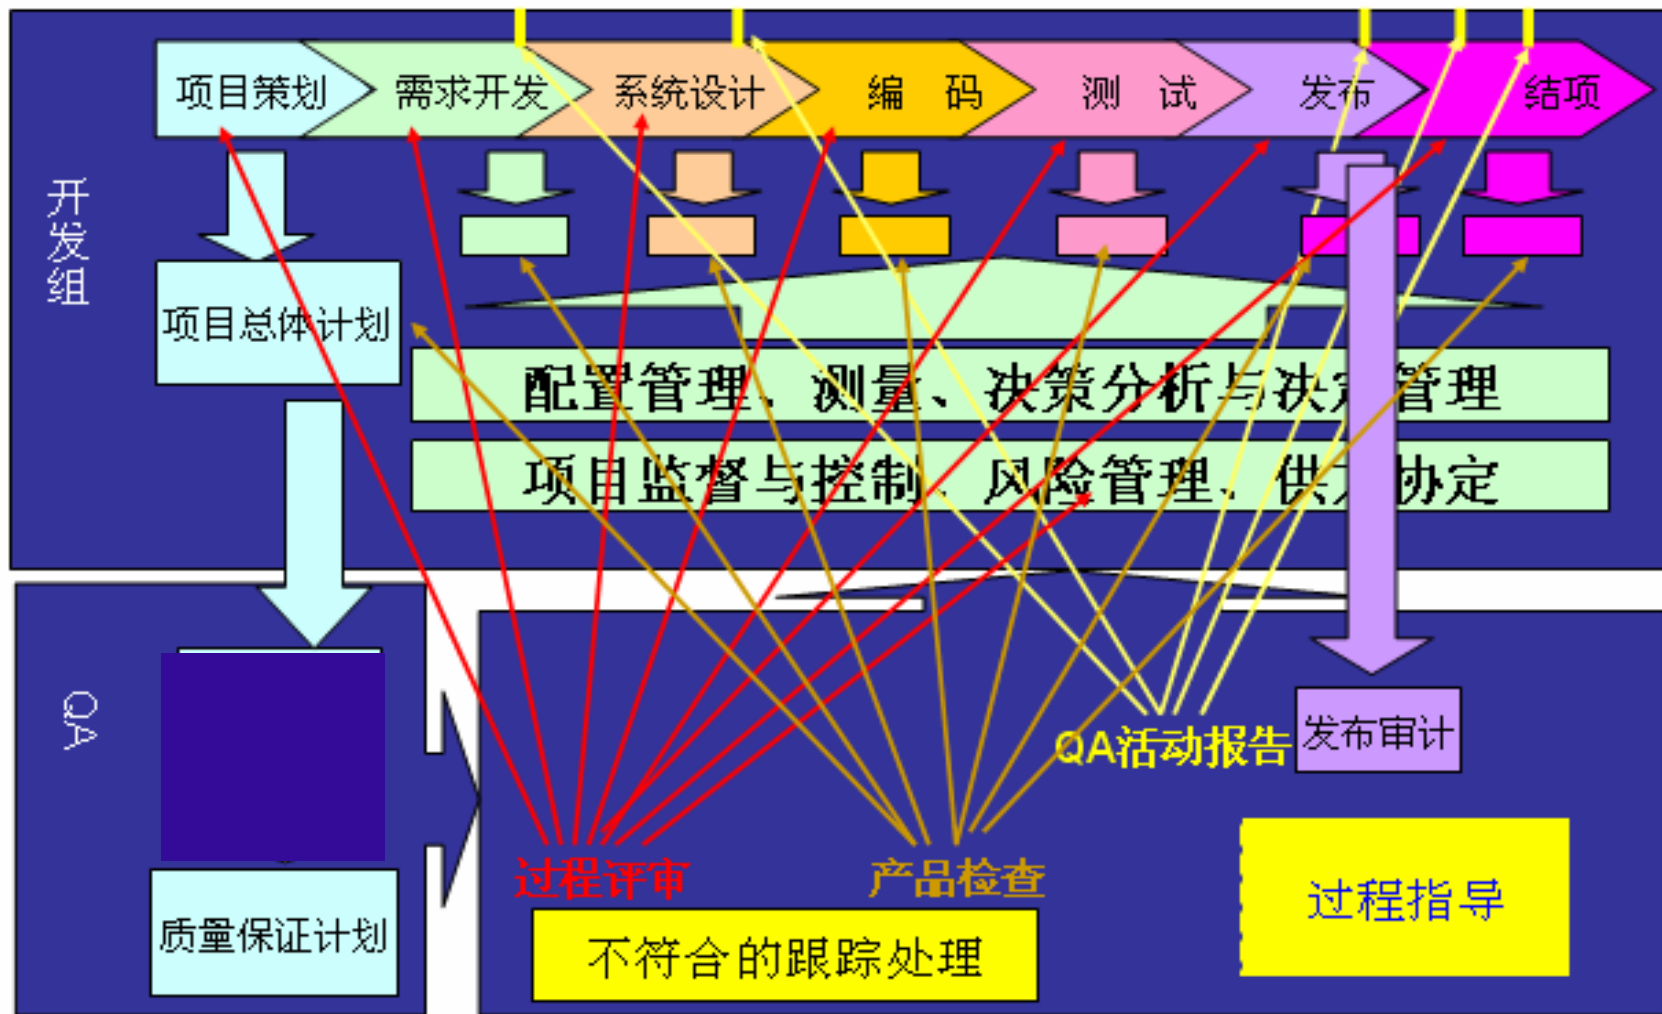 项目策划
需求开发
系统设计
编 码
测 试
发布
结项
开发组
项目总体计划
配置管理、测量、决策分析与决定管理
项目监督与控制、风险管理、供方协定
QA
QA活动报告
发布审计
过程评审
产品检查
过程指导
质量保证计划
不符合的跟踪处理